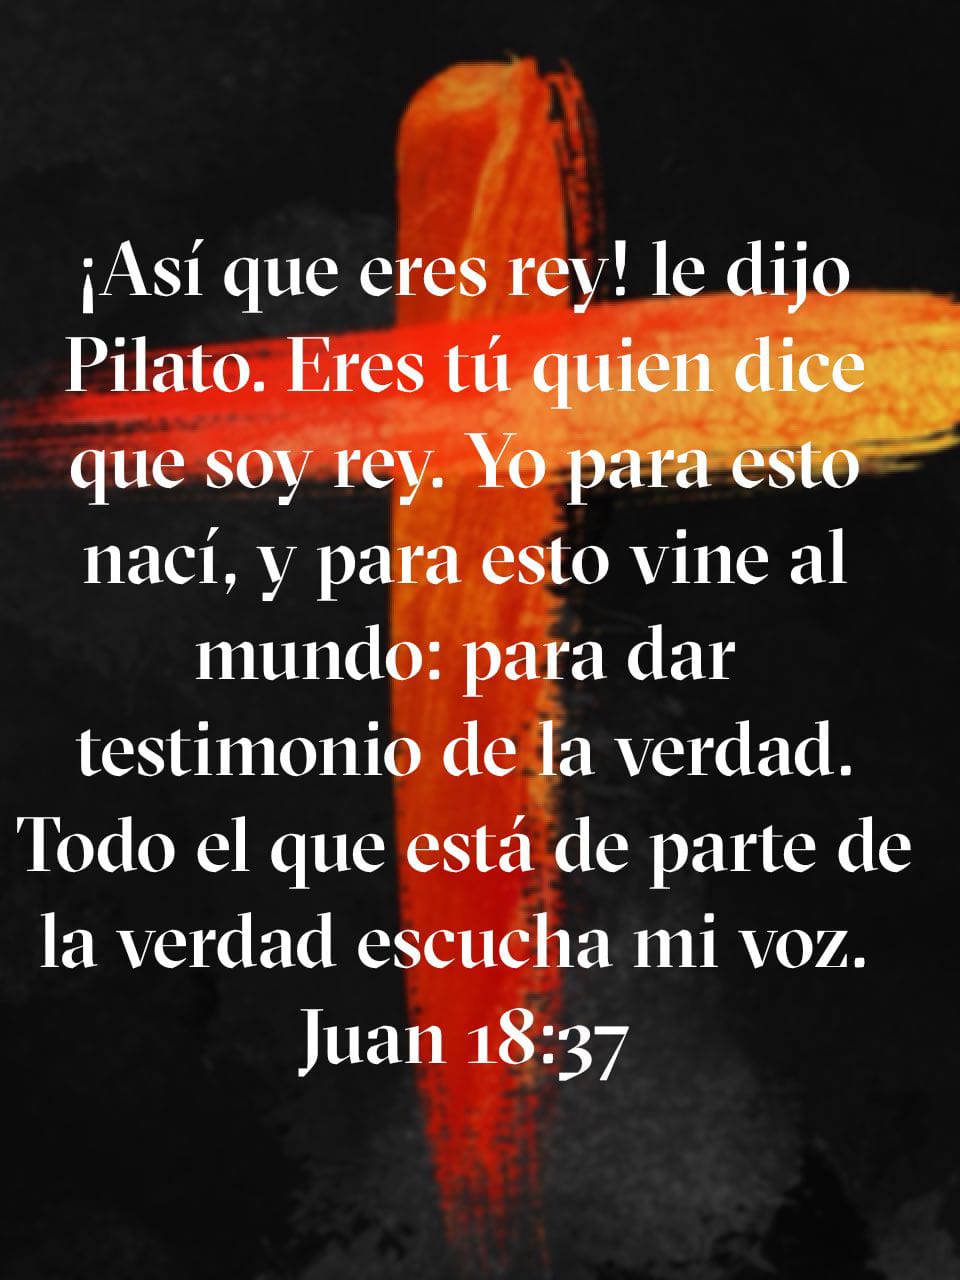 ¡Así que eres rey! le dijo
Pilato. Eres tú quien dice
que soy rey. Yo para esto
nací, y para esto vine al
mundo: para dar
testimonio de la verdad.
Todo el que está de parte de
la verdad escucha mi voz.
Juan 18:37